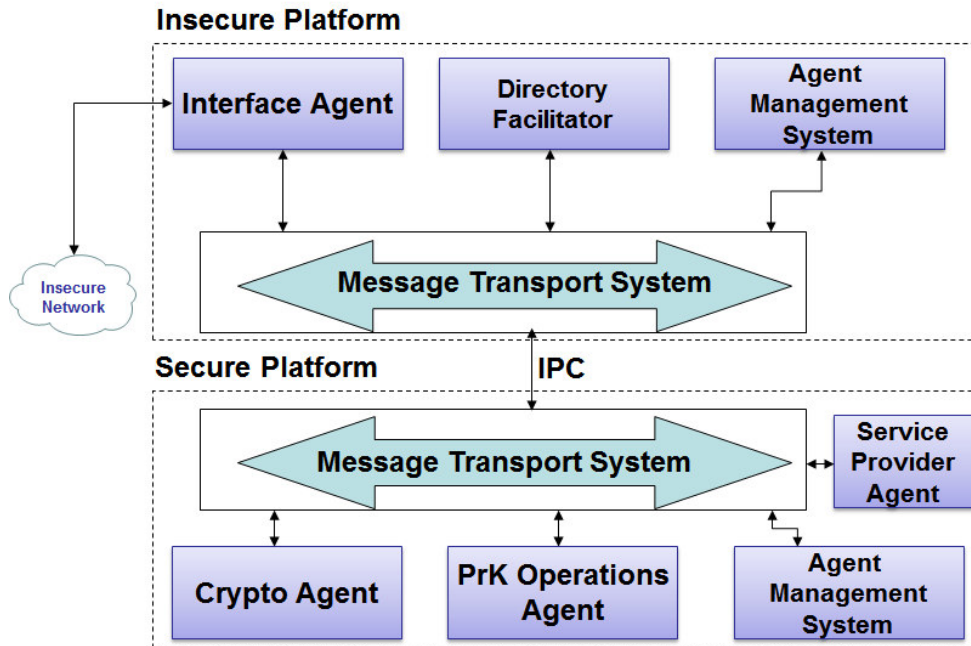 Insecure Platform
Interface Agent
Directory
Facilitator
Agent
Management
System
Insecure
Network
Message Transport System
Secure Platform
IPC
Message Transport System
Service
Provider
Agent
Crypto Agent
PrK Operations
Agent
Agent
Management
System